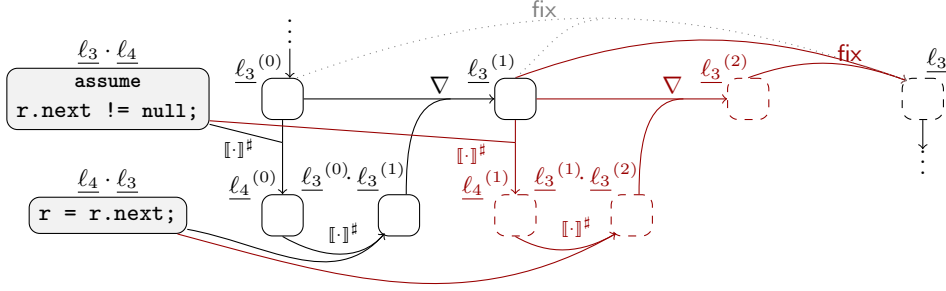 fix
⋮
ℓ₃ · ℓ₄
assume
r.next != null;
ℓ₃⁽⁰⁾
∇
ℓ₃⁽¹⁾
∇
ℓ₃⁽²⁾
fix
ℓ₃
⟦·⟧♯
⟦·⟧♯
⋮
ℓ₄ · ℓ₃
r = r.next;
ℓ₄⁽⁰⁾
ℓ₃⁽⁰⁾·ℓ₃⁽¹⁾
ℓ₄⁽¹⁾
ℓ₃⁽¹⁾·ℓ₃⁽²⁾
⟦·⟧♯
⟦·⟧♯